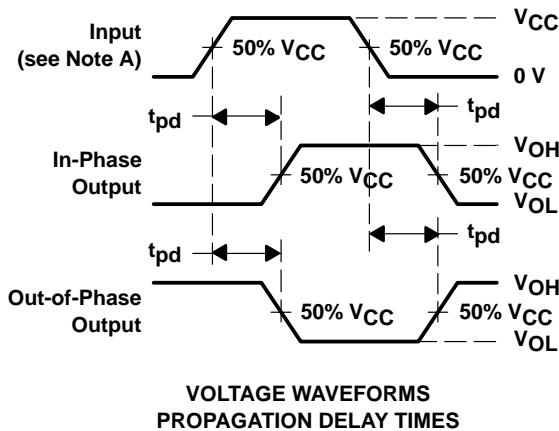 Input
(see Note A)
50% VCC
50% VCC
VCC
0 V
tpd
tpd
In-Phase
Output
50% VCC
VOH
50% VCC
VOL
tpd
tpd
Out-of-Phase
Output
50% VCC
VOH
50% VCC
VOL
VOLTAGE WAVEFORMS
PROPAGATION DELAY TIMES